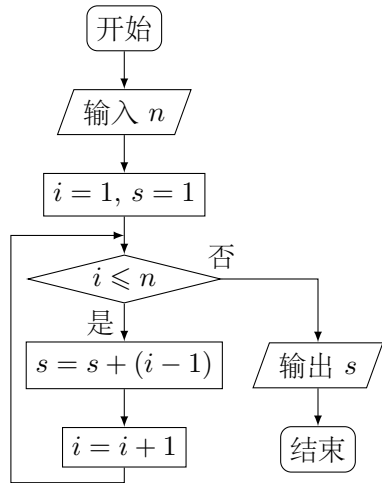 开始
输入 n
i = 1, s = 1
i ⩽ n
否
是
s = s + (i − 1)
输出 s
i = i + 1
结束